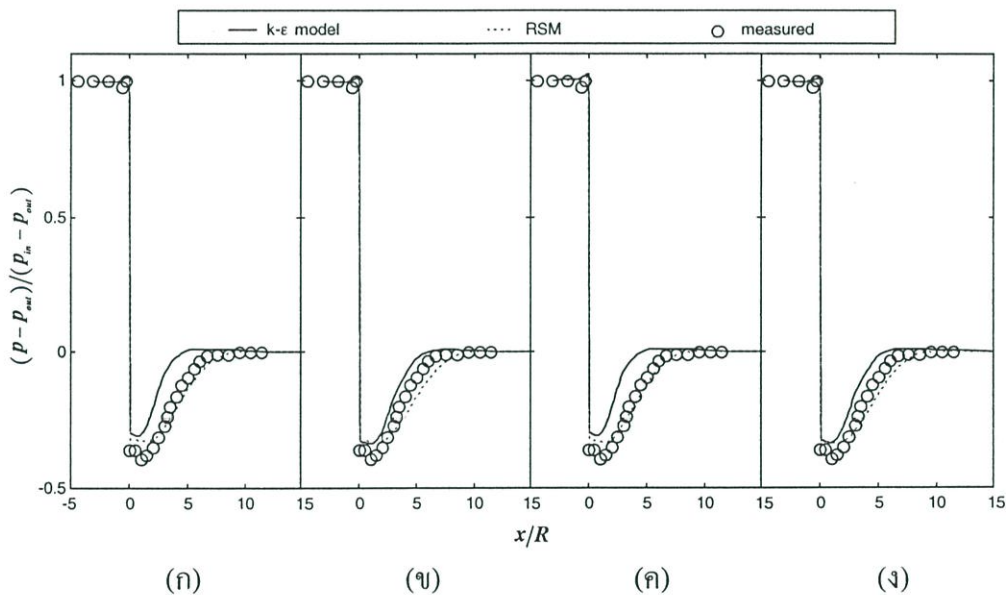 k-ε model RSM measured
1
0.5
0
-0.5
(p - p_out)/(p_in - p_out)
-5 0 5 10 15 0 5 10 15 0 5 10 15 0 5 10 15
x/R
(ก) (ข) (ค) (ง)